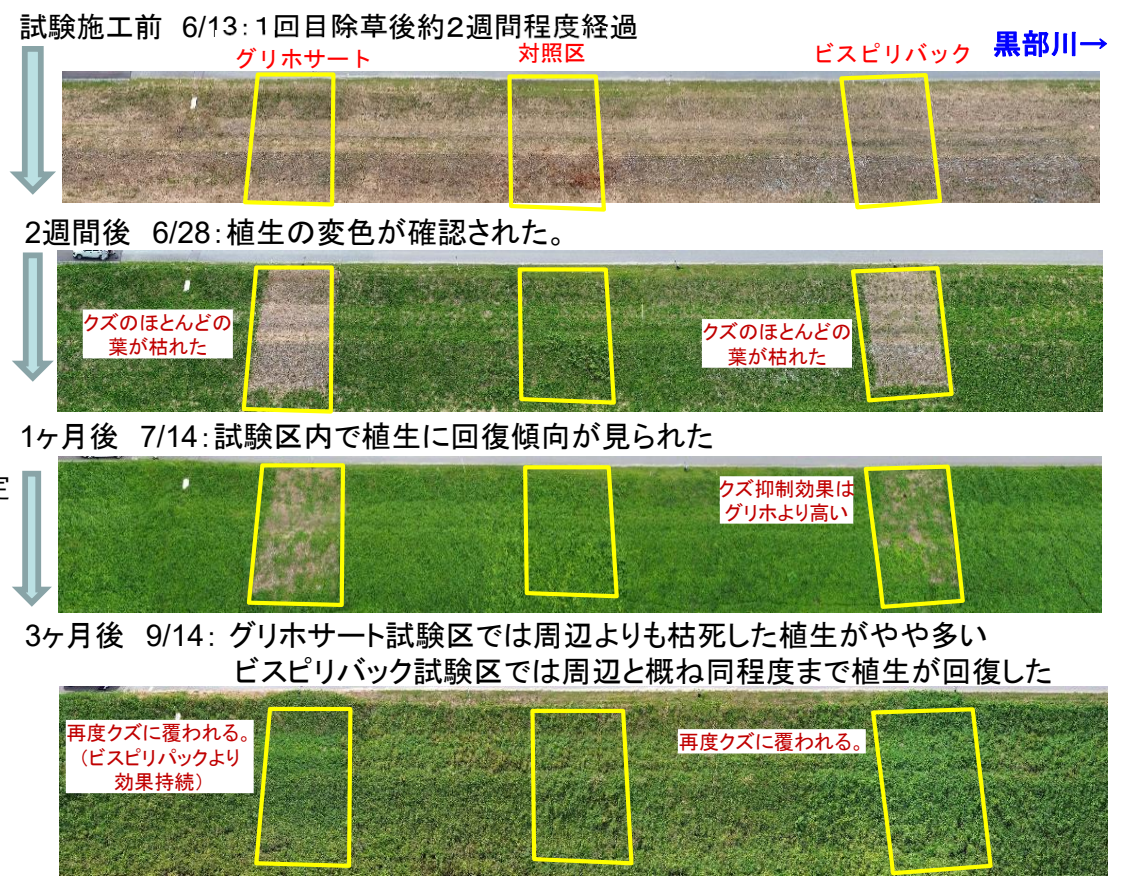 試験施工前 6/13：１回目除草後約２週間程度経過
グリホサート
対照区
ビスピリバック
黒部川→
2週間後 6/28：植生の変色が確認された。
クズのほとんどの
葉が枯れた
クズのほとんどの
葉が枯れた
1ヶ月後 7/14：試験区内で植生に回復傾向が見られた
定
クズ抑制効果は
グリホより高い
3ヶ月後 9/14： グリホサート試験区では周辺よりも枯死した植生がやや多い
ビスピリバック試験区では周辺と概ね同程度まで植生が回復した
再度クズに覆われる。
（ビスピリパックより
効果持続）
再度クズに覆われる。